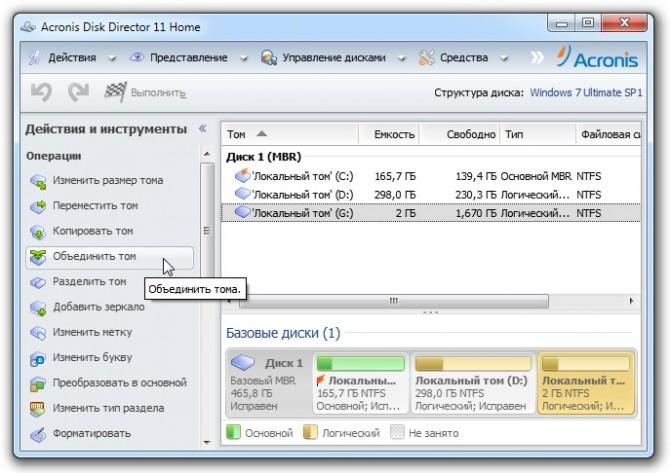 Acronis Disk Director 11 Home
Действия Представление Управление дисками Средства Acronis
Выполнить Структура диска: Windows 7 Ultimate SP1
Действия и инструменты
Операции
Изменить размер тома
Переместить том
Копировать том
Объединить том
Разделить том
Объединить тома.
Добавить зеркало
Изменить метку
Изменить букву
Преобразовать в основной
Изменить тип раздела
Форматировать
Том Емкость Свободно Тип Файловая си
Диск 1 (MBR)
'Локальный том' (C:) 165,7 ГБ 139,4 ГБ Основной MBR NTFS
'Локальный том' (D:) 298,0 ГБ 230,3 ГБ Логический... NTFS
'Локальный том' (G:) 2 ГБ 1,670 ГБ Логический... NTFS
Базовые диски (1)
Диск 1
Базовый MBR
465,8 ГБ
Исправен
Локальны...
165,7 ГБ NTFS
Основной; Исп...
Локальный том (D:)
298,0 ГБ NTFS
Логический; Исправен
Локальный т...
2 ГБ NTFS
Логический; И...
Основной Логический Не занято